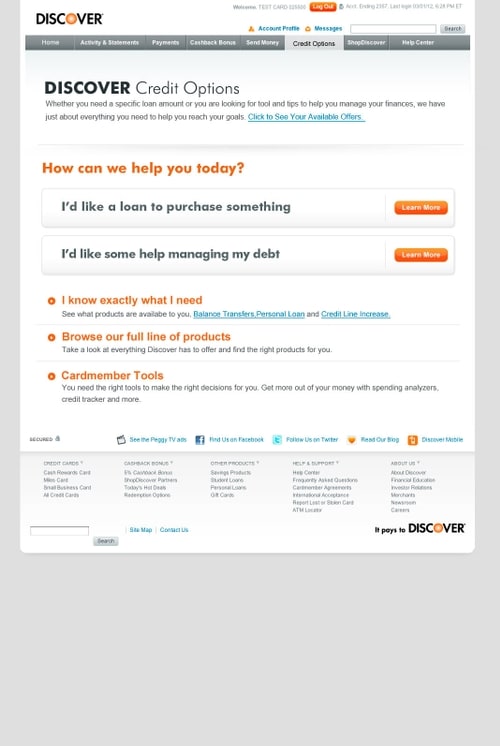 DISCOVER
Welcome: TEST CARD 025500 Log Out Acct. Ending 2387. Last login 03/01/12, 6:28 PM ET
Account Profile Messages Search
Home Activity & Statements Payments Cashback Bonus Send Money Credit Options ShopDiscover Help Center
DISCOVER Credit Options
Whether you need a specific loan amount or you are looking for tool and tips to help you manage your finances, we have
just about everything you need to help you reach your goals. Click to See Your Available Offers.
How can we help you today?
I'd like a loan to purchase something Learn More
I'd like some help managing my debt Learn More
I know exactly what I need
See what products are availabe to you. Balance Transfers,Personal Loan and Credit Line Increase.
Browse our full line of products
Take a look at everything Discover has to offer and find the right products for you.
Cardmember Tools
You need the right tools to make the right decisions for you. Get more out of your money with spending analyzers,
credit tracker and more.
SECURED See the Peggy TV ads Find Us on Facebook Follow Us on Twitter Read Our Blog Discover Mobile
CREDIT CARDS CASHBACK BONUS OTHER PRODUCTS HELP & SUPPORT ABOUT US
Cash Rewards Card 5% Cashback Bonus Savings Products Help Center About Discover
Miles Card ShopDiscover Partners Student Loans Frequently Asked Questions Financial Education
Small Business Card Today's Hot Deals Personal Loans Cardmember Agreements Investor Relations
All Credit Cards Redemption Options Gift Cards International Acceptance Merchants
Report Lost or Stolen Card Newsroom
ATM Locator Careers
Site Map | Contact Us It pays to DISCOVER
Search